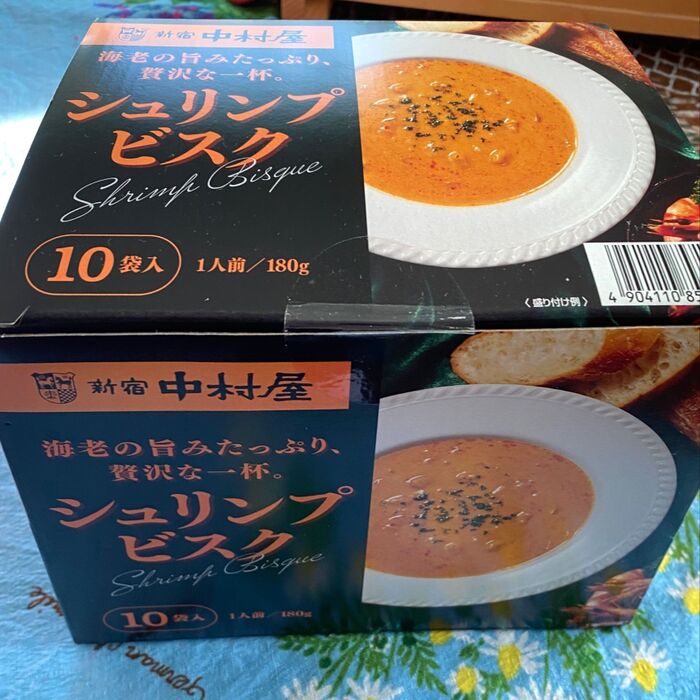 新宿 中村屋
海老の旨みたっぷり、
贅沢な一杯。
シュリンプ
ビスク
Shrimp Bisque
10袋入 1人前/180g
〈盛り付け例〉
4 904110 85
新宿 中村屋
海老の旨みたっぷり、
贅沢な一杯。
シュリンプ
ビスク
Shrimp Bisque
10袋入 1人前/180g
german